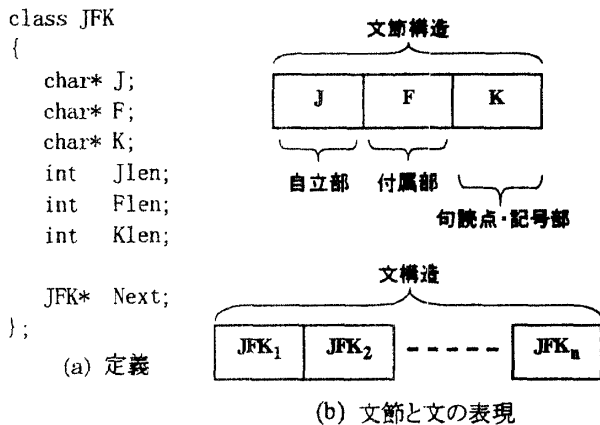 class JFK
{
char* J;
char* F;
char* K;
int Jlen;
int Flen;
int Klen;
JFK* Next;
};
(a) 定義
文節構造
J F K
自立部 付属部
句読点・記号部
文構造
JFK1 JFK2 ----- JFKn
(b) 文節と文の表現